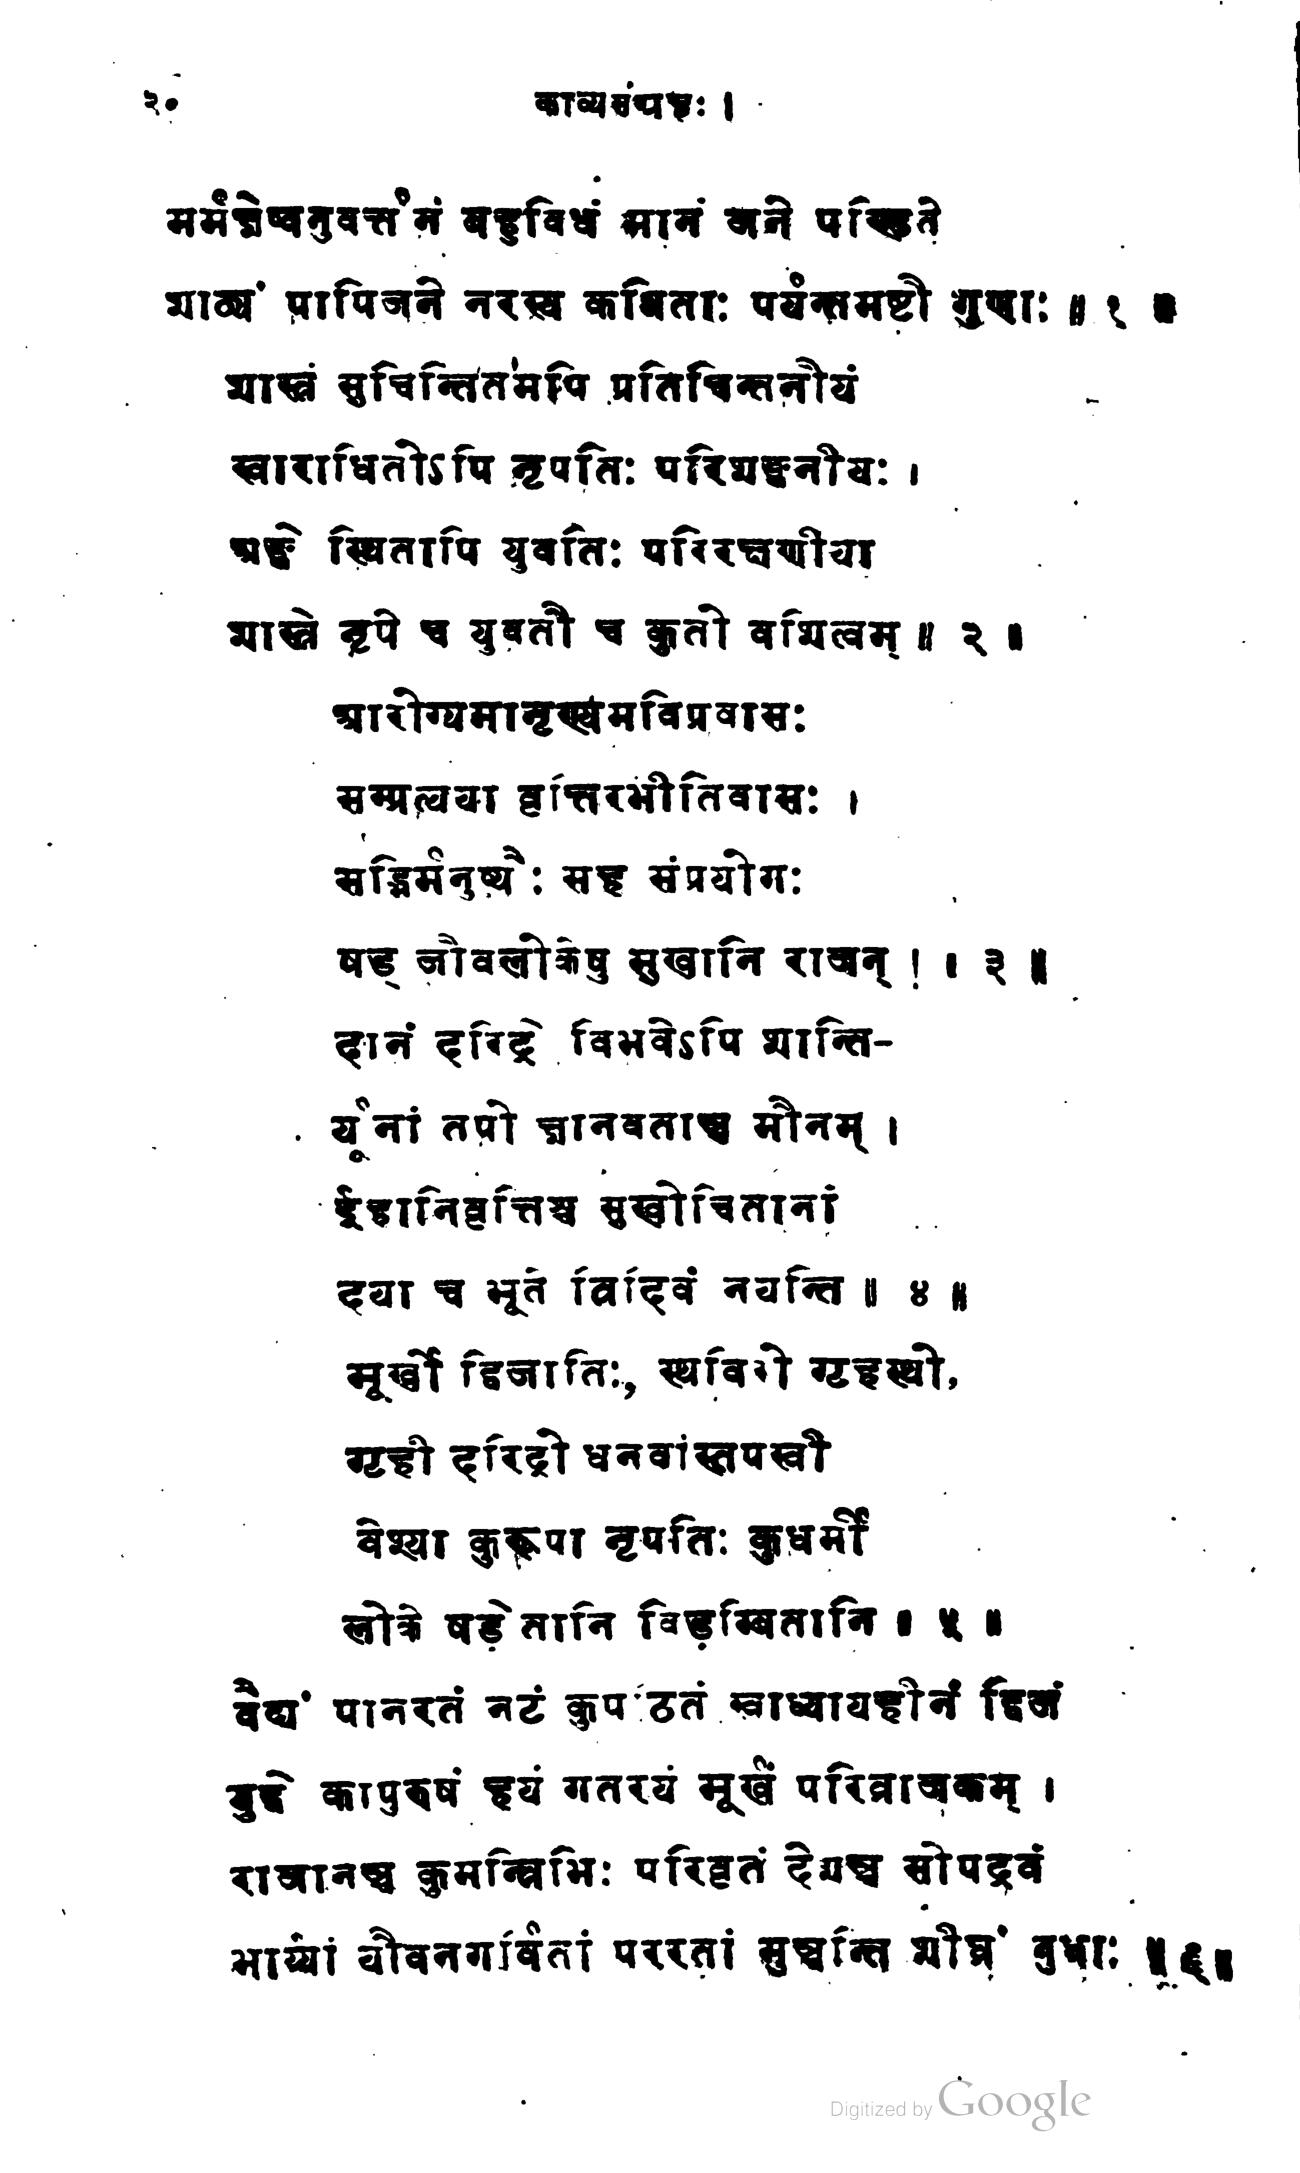 २०
काव्यसंग्रहः ।
मर्मज्ञेष्वनुवर्त्तनं बहुविधं मानं जने पण्डिते
शाठ्यं पापिजने नरस्य कथिताः पर्यन्तमष्टौ गुणाः ॥ १ ॥
शास्त्रं सुचिन्तितमपि प्रतिचिन्तनीयं
स्वाराधितोऽपि नृपतिः परिशङ्कनीयः ।
अङ्के स्थितापि युवतिः परिरक्षणीया
शास्त्रे नृपे च युवतौ च कुतो वशित्वम् ॥ २ ॥
आरोग्यमानृण्यमविप्रवासः
सम्प्रत्यया वृत्तिरभीतिवासः ।
सद्भिर्मनुष्यैः सह संप्रयोगः
षड् जीवलोकेषु सुखानि राजन् ! । ३ ॥
दानं दरिद्रे विभवेऽपि शान्ति-
र्यूनां तपो ज्ञानवताञ्च मौनम् ।
ईहानिवृत्तिश्च सुखोचितानां
दया च भूते त्रिदिवं नयन्ति ॥ ४ ॥
मूर्खो द्विजातिः, स्थविरो गृहस्थो,
गृही दरिद्रो धनवांस्तपस्वी
वेश्या कुरूपा नृपतिः कुधर्मी
लोके षडेतानि विडम्बितानि ॥ ५ ॥
वैद्यं पानरतं नटं कुपठितं स्वाध्यायहीनं द्विजं
युद्धे कापुरुषं हयं गतरयं मूर्खं परिव्राजकम् ।
राजानञ्च कुमन्त्रिभिः परिवृतं देशञ्च सोपद्रवं
भार्य्यां यौवनगर्वितां पररतां मुञ्चन्ति शीघ्रं बुधाः ॥ ६ ॥
Digitized by Google